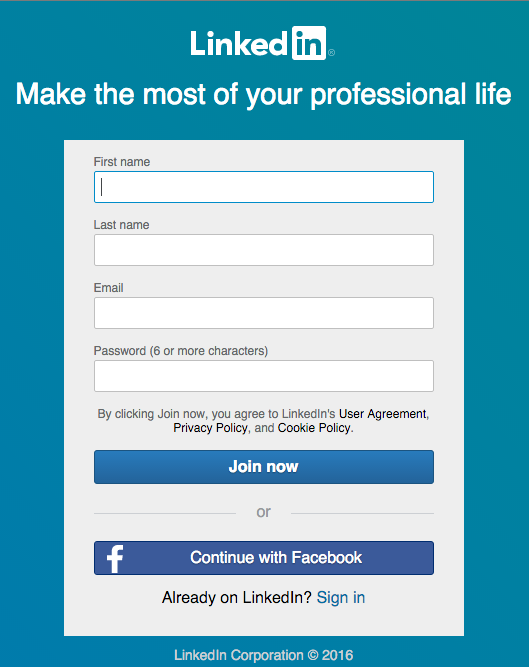 Linked in ©
Make the most of your professional life
First name
Last name
Email
Password (6 or more characters)
By clicking Join now, you agree to LinkedIn's User Agreement,
Privacy Policy, and Cookie Policy.
Join now
or
f Continue with Facebook
Already on LinkedIn? Sign in
LinkedIn Corporation © 2016